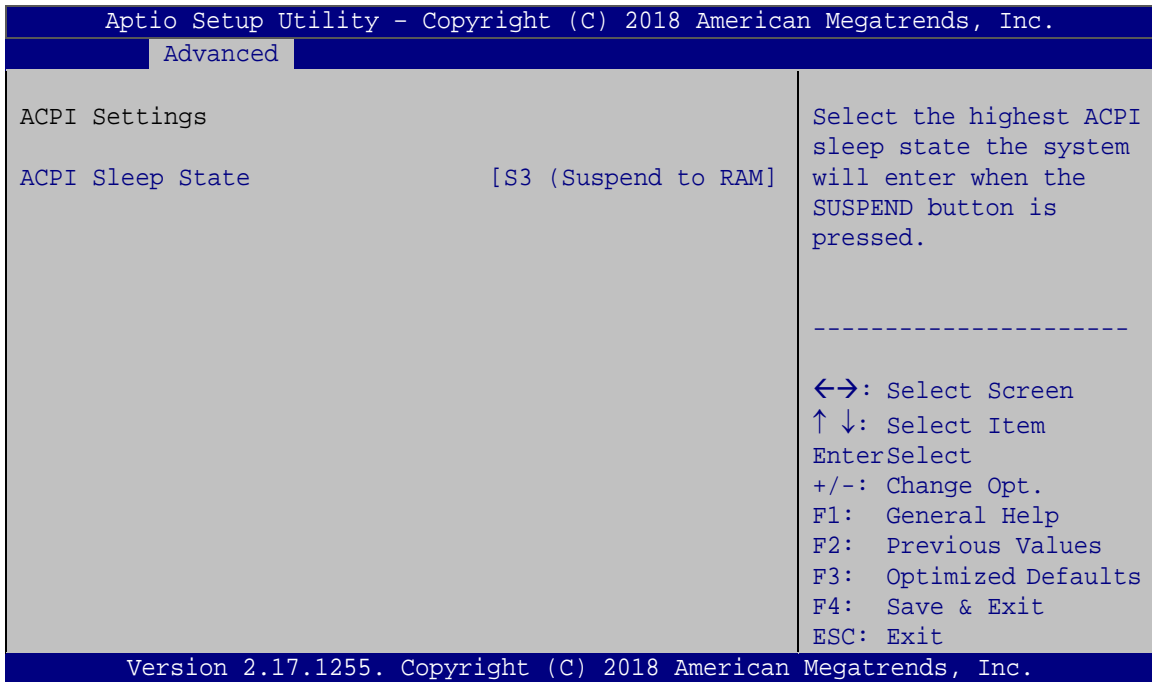 Aptio Setup Utility – Copyright (C) 2018 American Megatrends, Inc.
Advanced
ACPI Settings
ACPI Sleep State [S3 (Suspend to RAM]
Select the highest ACPI
sleep state the system
will enter when the
SUSPEND button is
pressed.
----------------------
←→: Select Screen
↑ ↓: Select Item
EnterSelect
+/-: Change Opt.
F1: General Help
F2: Previous Values
F3: Optimized Defaults
F4: Save & Exit
ESC: Exit
Version 2.17.1255. Copyright (C) 2018 American Megatrends, Inc.